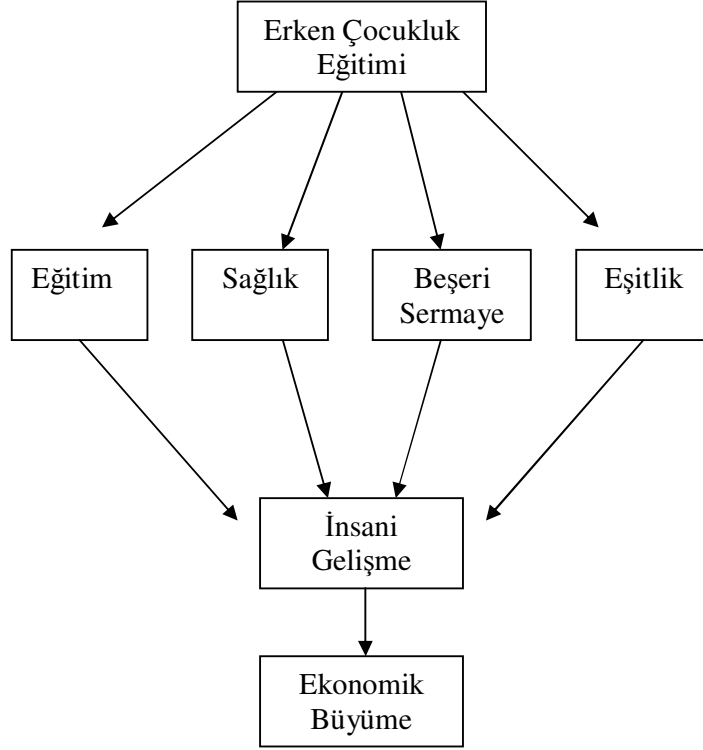 Erken Çocukluk
Eğitimi
Eğitim
Sağlık
Beşeri
Sermaye
Eşitlik
İnsani
Gelişme
Ekonomik
Büyüme